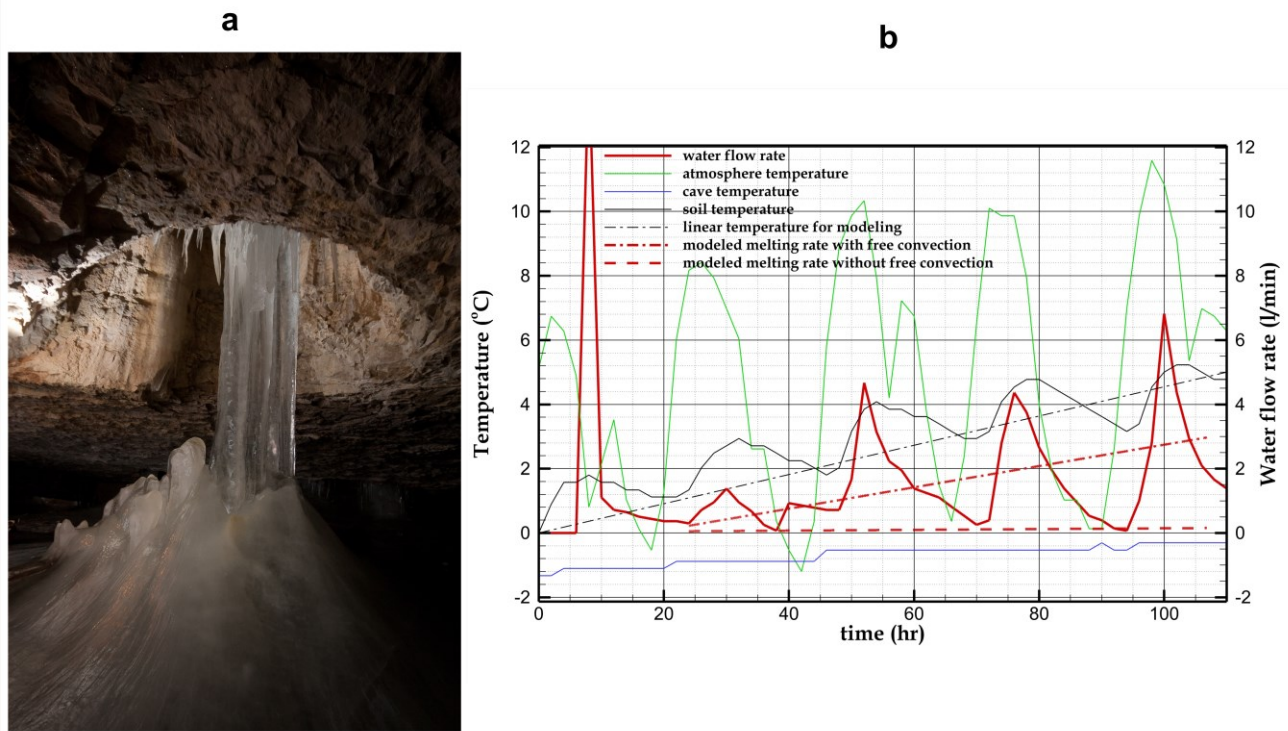 a
b
12
10
8
6
4
2
0
-2
Temperature (°C)
water flow rate
atmosphere temperature
cave temperature
soil temperature
linear temperature for modeling
modeled melting rate with free convection
modeled melting rate without free convection
0 20 40 60 80 100
time (hr)
12
10
8
6
4
2
0
-2
Water flow rate (l/min)